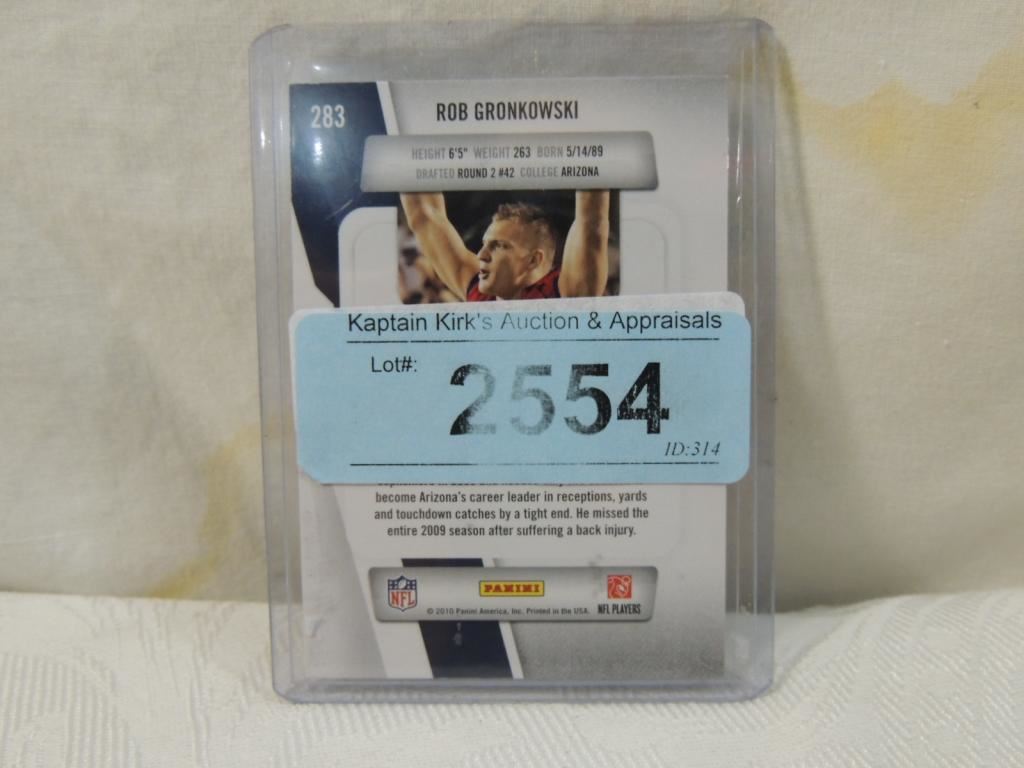 283
ROB GRONKOWSKI
HEIGHT 6'5" WEIGHT 263 BORN 5/14/89
DRAFTED ROUND 2 #42 COLLEGE ARIZONA
Kaptain Kirk's Auction & Appraisals
Lot#:
2554
ID:314
become Arizona's career leader in receptions, yards
and touchdown catches by a tight end. He missed the
entire 2009 season after suffering a back injury.
NFL
PANINI
NFL PLAYERS
© 2010 Panini America, Inc. Printed in the USA.